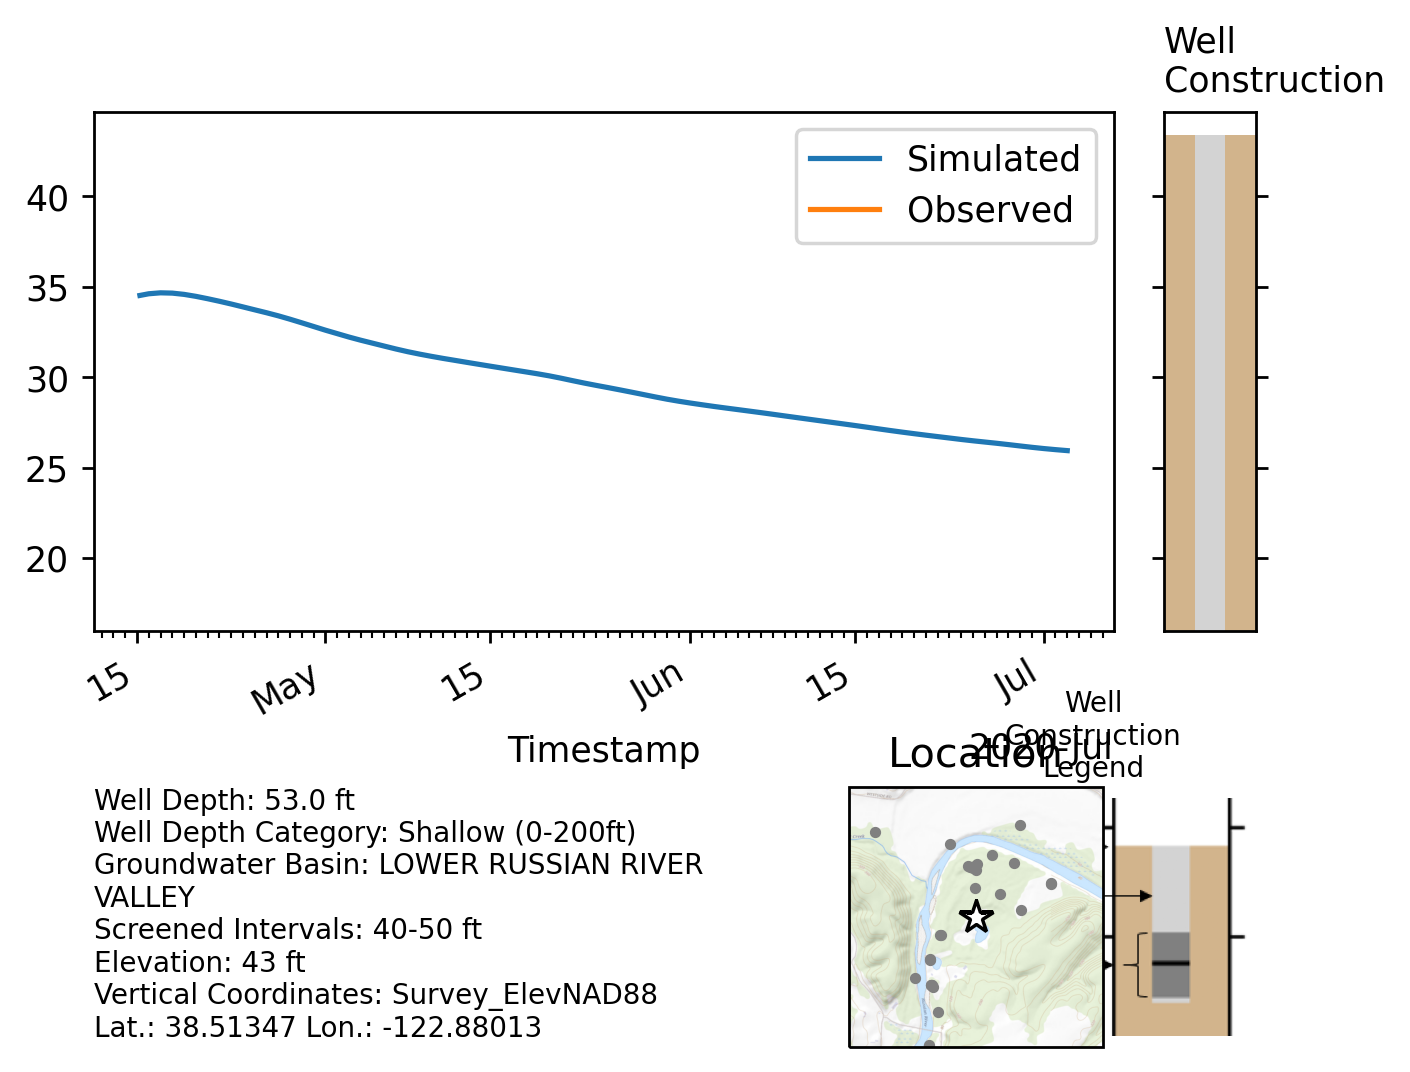 Well
Construction
Simulated
Observed
40
35
30
25
20
15
May
15
Jun
15
Jul
Timestamp
2020-Jul
Well
Construction
Legend
Location
Well Depth: 53.0 ft
Well Depth Category: Shallow (0-200ft)
Groundwater Basin: LOWER RUSSIAN RIVER
VALLEY
Screened Intervals: 40-50 ft
Elevation: 43 ft
Vertical Coordinates: Survey_ElevNAD88
Lat.: 38.51347 Lon.: -122.88013